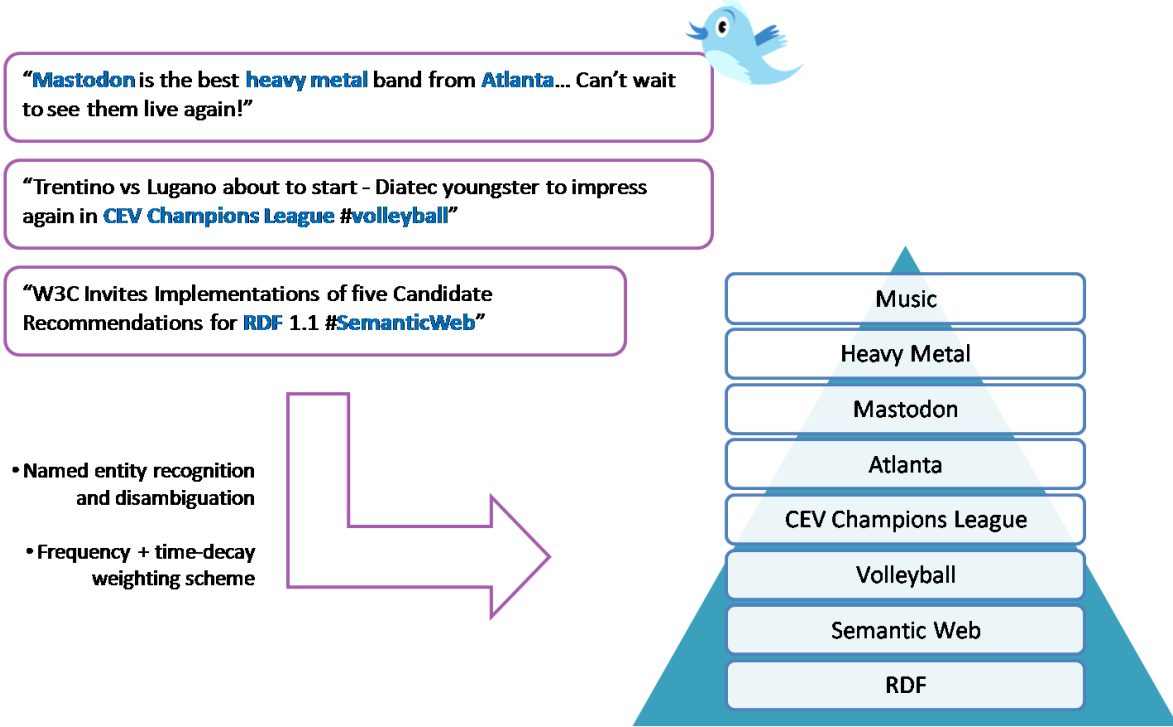 “Mastodon is the best heavy metal band from Atlanta... Can’t wait
to see them live again!”
“Trentino vs Lugano about to start - Diatec youngster to impress
again in CEV Champions League #volleyball”
“W3C Invites Implementations of five Candidate
Recommendations for RDF 1.1 #SemanticWeb”
• Named entity recognition
and disambiguation
• Frequency + time-decay
weighting scheme
Music
Heavy Metal
Mastodon
Atlanta
CEV Champions League
Volleyball
Semantic Web
RDF